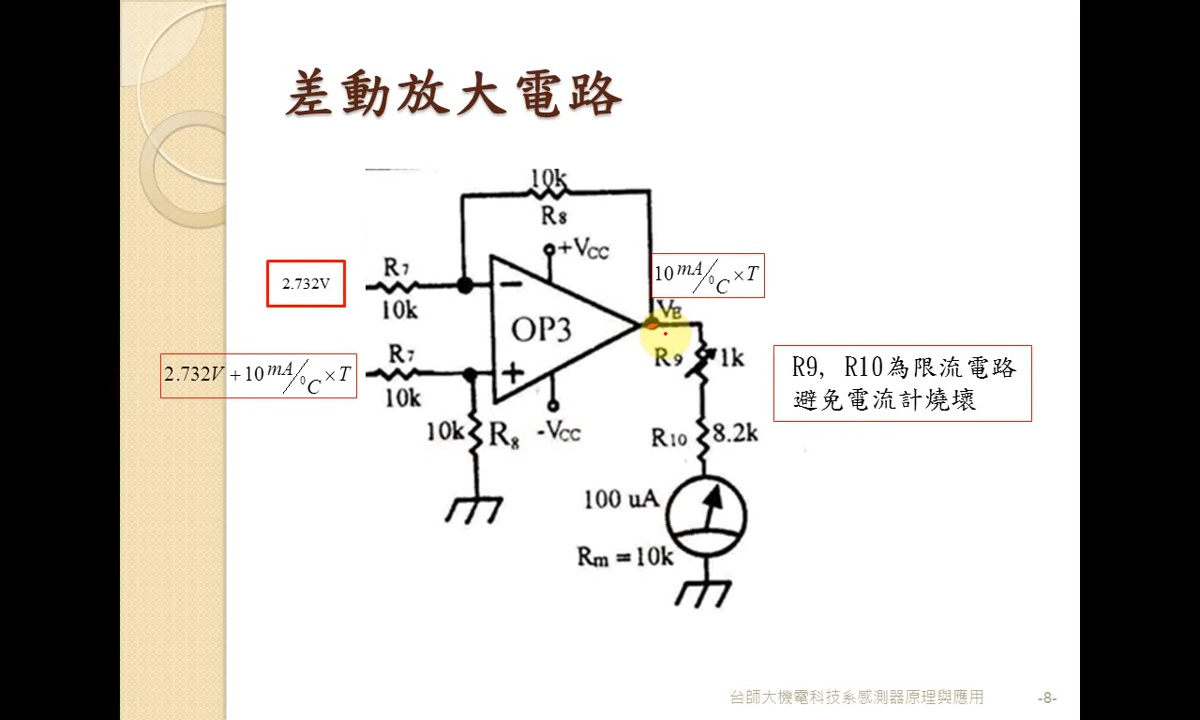 差動放大電路
10k
R8
+VCC
R7
2.732V
10k
10 mA/⁰C ×T
VE
OP3
R7
2.732V +10 mA/⁰C ×T
10k
R9 1k
R9, R10為限流電路
避免電流計燒壞
10k R8 -VCC
R10 8.2k
100 uA
Rm = 10k
台師大機電科技系感測器原理與應用
-8-